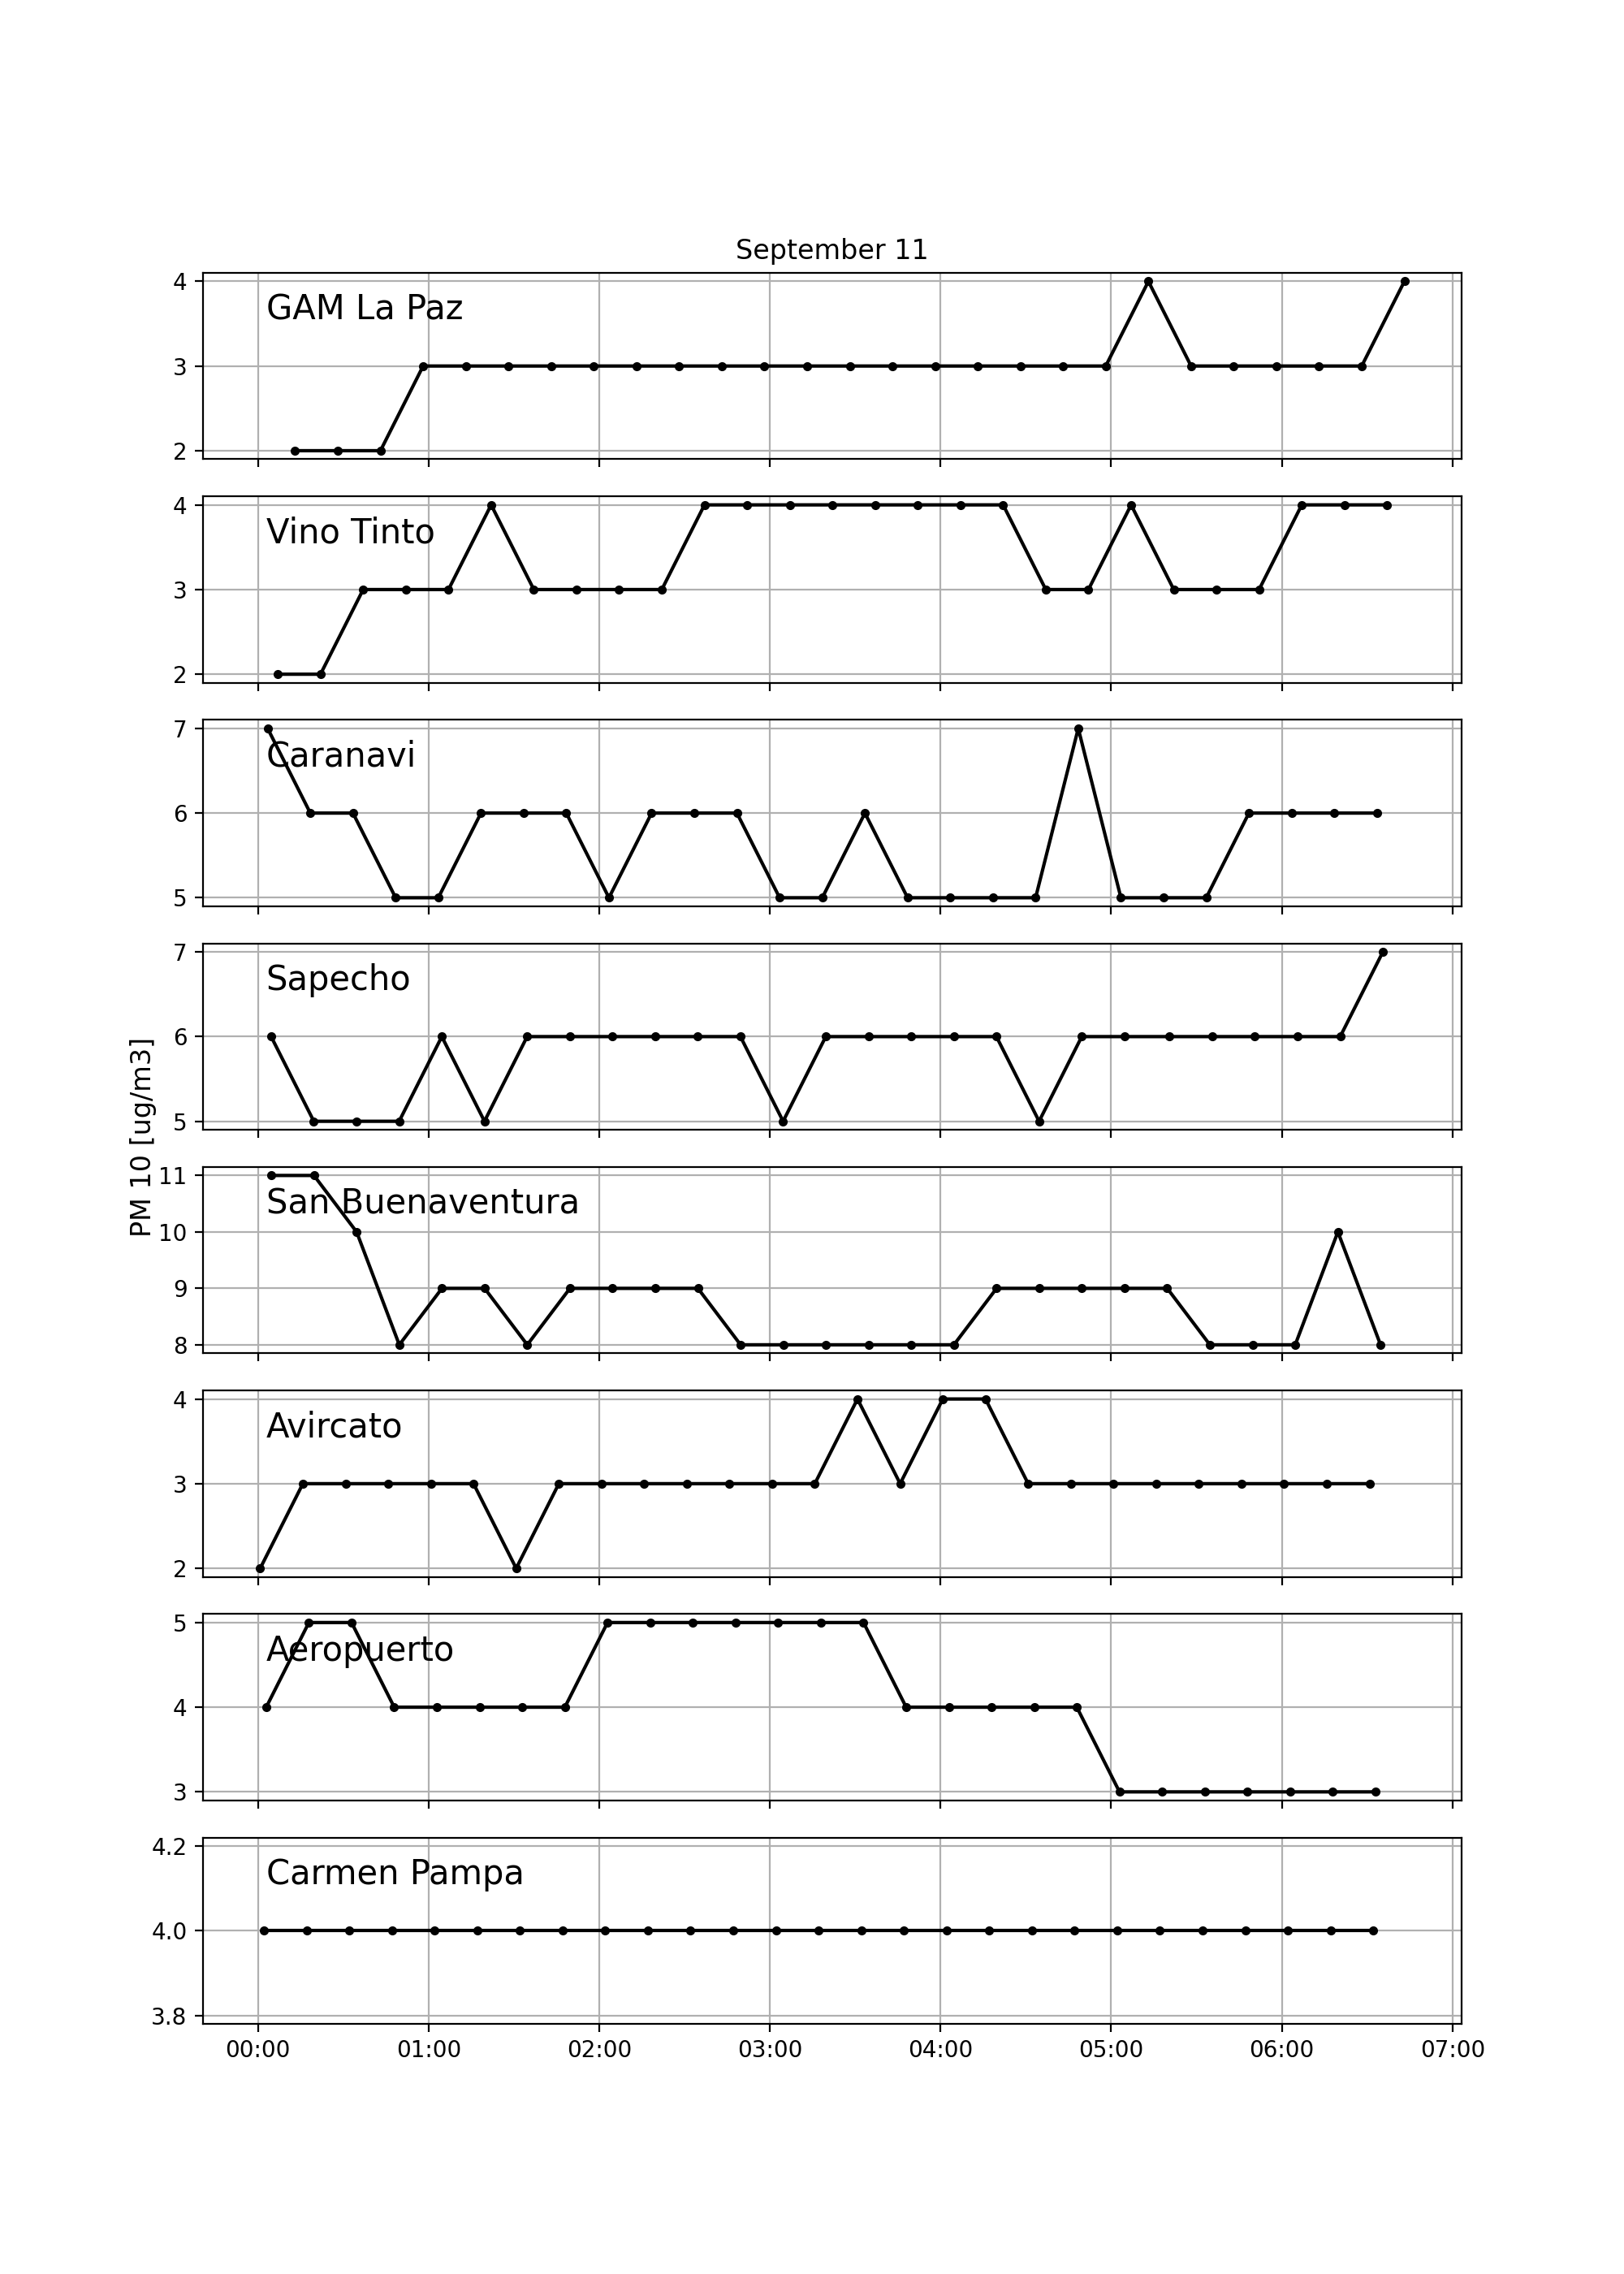 September 11
4
GAM La Paz
3
2
4
Vino Tinto
3
2
7
Caranavi
6
5
7
Sapecho
6
5
PM 10 [ug/m3]
11
San Buenaventura
10
9
8
4
Avircato
3
2
5
Aeropuerto
4
3
4.2
Carmen Pampa
4.0
3.8
00:00 01:00 02:00 03:00 04:00 05:00 06:00 07:00